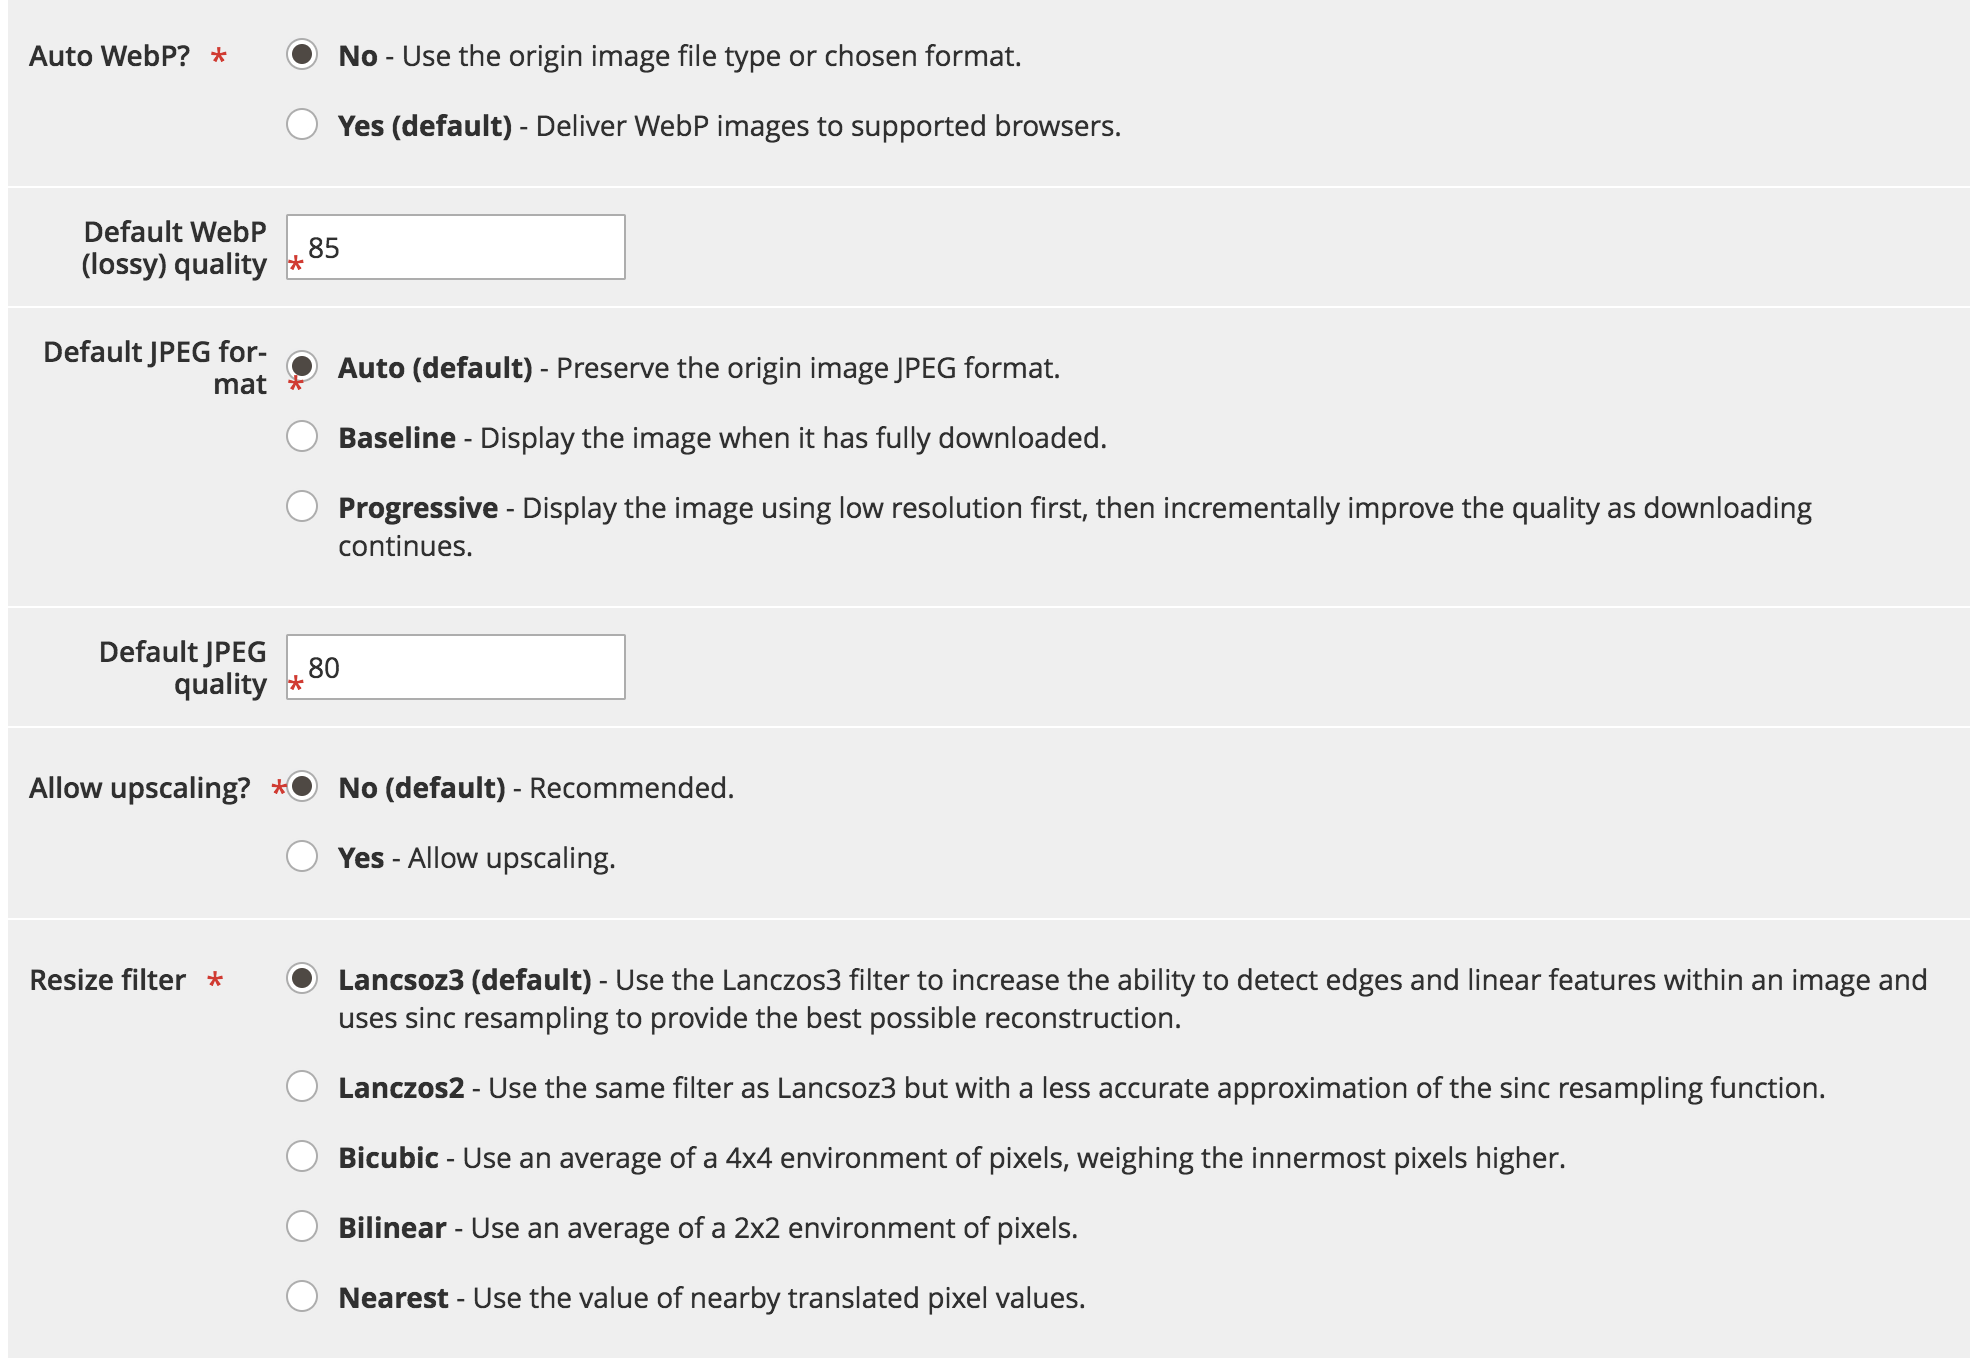 Auto WebP? *
No - Use the origin image file type or chosen format.
Yes (default) - Deliver WebP images to supported browsers.
Default WebP
(lossy) quality *
85
Default JPEG for-
mat *
Auto (default) - Preserve the origin image JPEG format.
Baseline - Display the image when it has fully downloaded.
Progressive - Display the image using low resolution first, then incrementally improve the quality as downloading
continues.
Default JPEG
quality *
80
Allow upscaling? *
No (default) - Recommended.
Yes - Allow upscaling.
Resize filter *
Lancsoz3 (default) - Use the Lanczos3 filter to increase the ability to detect edges and linear features within an image and
uses sinc resampling to provide the best possible reconstruction.
Lanczos2 - Use the same filter as Lancsoz3 but with a less accurate approximation of the sinc resampling function.
Bicubic - Use an average of a 4x4 environment of pixels, weighing the innermost pixels higher.
Bilinear - Use an average of a 2x2 environment of pixels.
Nearest - Use the value of nearby translated pixel values.